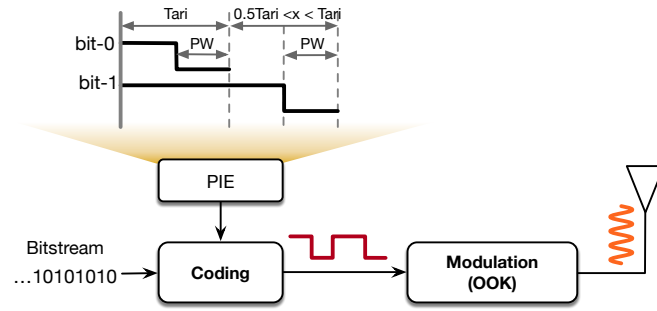 Tari 0.5Tari <x < Tari
bit-0 PW PW
bit-1
PIE
Bitstream
...10101010
Coding
Modulation
(OOK)